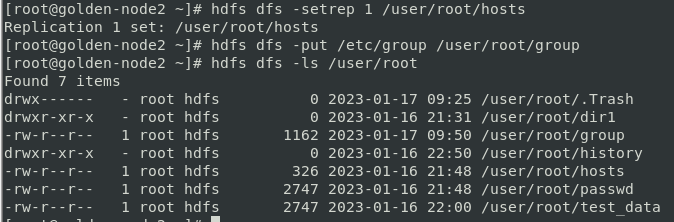 [root@golden-node2 ~]# hdfs dfs -setrep 1 /user/root/hosts
Replication 1 set: /user/root/hosts
[root@golden-node2 ~]# hdfs dfs -put /etc/group /user/root/group
[root@golden-node2 ~]# hdfs dfs -ls /user/root
Found 7 items
drwx------   - root hdfs          0 2023-01-17 09:25 /user/root/.Trash
drwxr-xr-x   - root hdfs          0 2023-01-16 21:31 /user/root/dir1
-rw-r--r--   1 root hdfs       1162 2023-01-17 09:50 /user/root/group
drwxr-xr-x   - root hdfs          0 2023-01-16 22:50 /user/root/history
-rw-r--r--   1 root hdfs        326 2023-01-16 21:48 /user/root/hosts
-rw-r--r--   1 root hdfs       2747 2023-01-16 21:48 /user/root/passwd
-rw-r--r--   1 root hdfs       2747 2023-01-16 22:00 /user/root/test_data
[root@golden-node2 ~]#